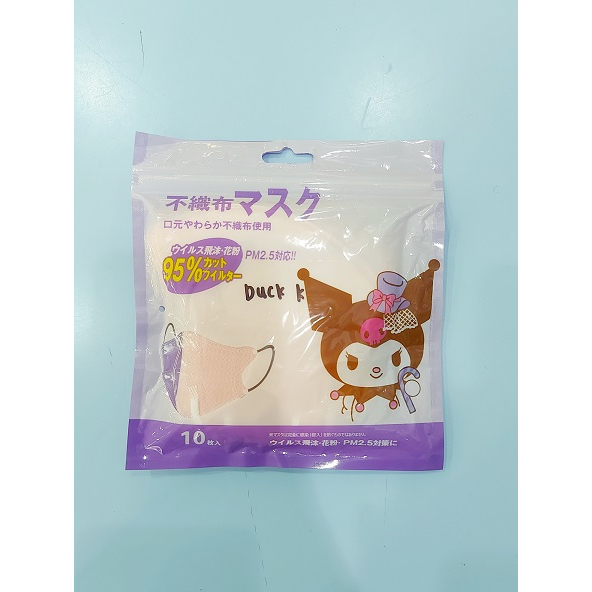 不織布マスク
口元やわらか不織布使用
ウイルス飛沫・花粉
95%カット
フイルター
PM2.5対応!!
DUCK K
10枚入
ウイルス飛沫・花粉・PM2.5対策に